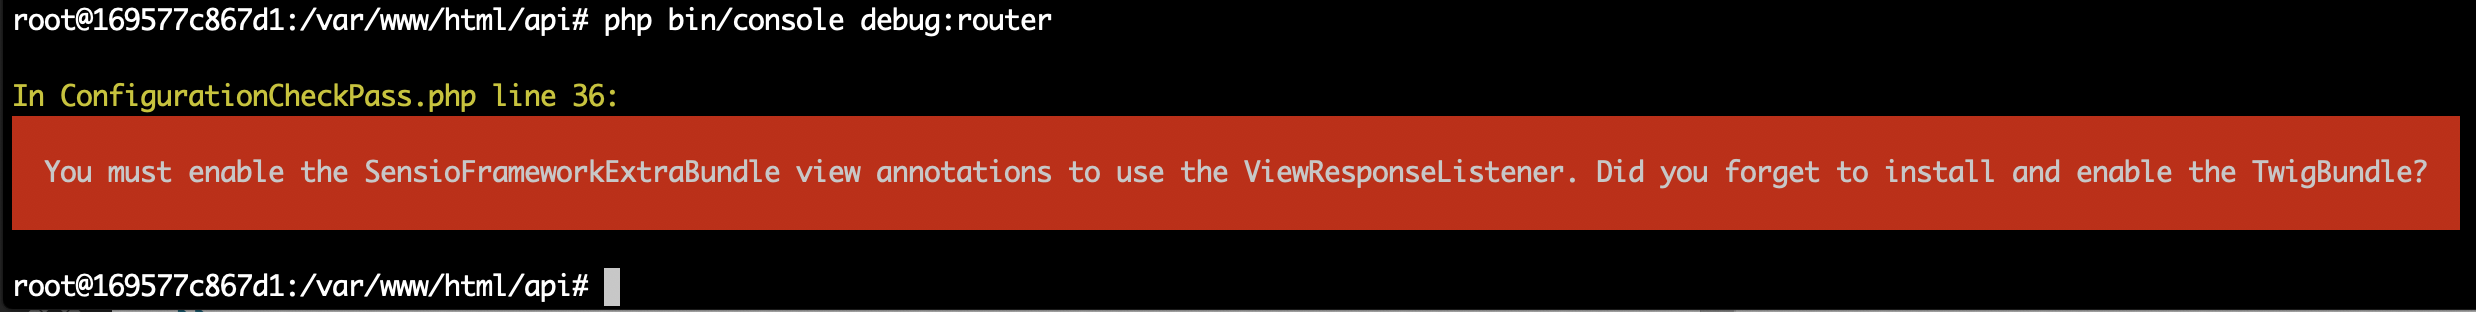 root@169577c867d1:/var/www/html/api# php bin/console debug:router
In ConfigurationCheckPass.php line 36:
You must enable the SensioFrameworkExtraBundle view annotations to use the ViewResponseListener. Did you forget to install and enable the TwigBundle?
root@169577c867d1:/var/www/html/api#